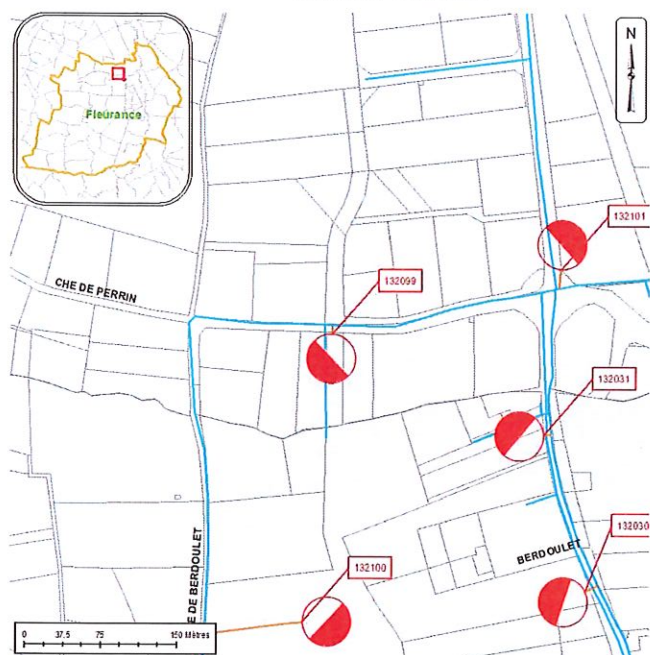 Fleurance
N
132101
132099
CHE DE PERRIN
132031
132030
BERDOULET
E DE BERDOULET
132100
0 37,5 75 150 Mètres